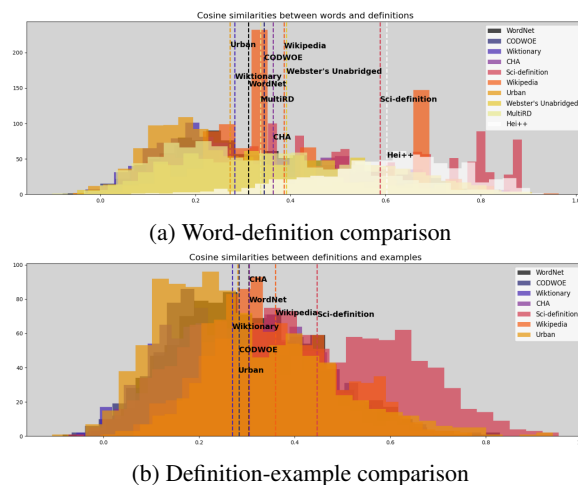 Cosine similarities between words and definitions
200
150
100
50
0
0.0 0.2 0.4 0.6 0.8 1.0
Urban
Wikipedia
CODWOE
Webster's Unabridged
Wiktionary
WordNet
MultiRD
Sci-definition
CHA
Hei++
WordNet
CODWOE
Wiktionary
CHA
Sci-definition
Wikipedia
Urban
Webster's Unabridged
MultiRD
Hei++
(a) Word-definition comparison
Cosine similarities between definitions and examples
100
80
60
40
20
0
0.0 0.2 0.4 0.6 0.8 1.0
CHA
WordNet
Wikipedia
Sci-definition
Wiktionary
CODWOE
Urban
WordNet
CODWOE
Wiktionary
CHA
Sci-definition
Wikipedia
Urban
(b) Definition-example comparison